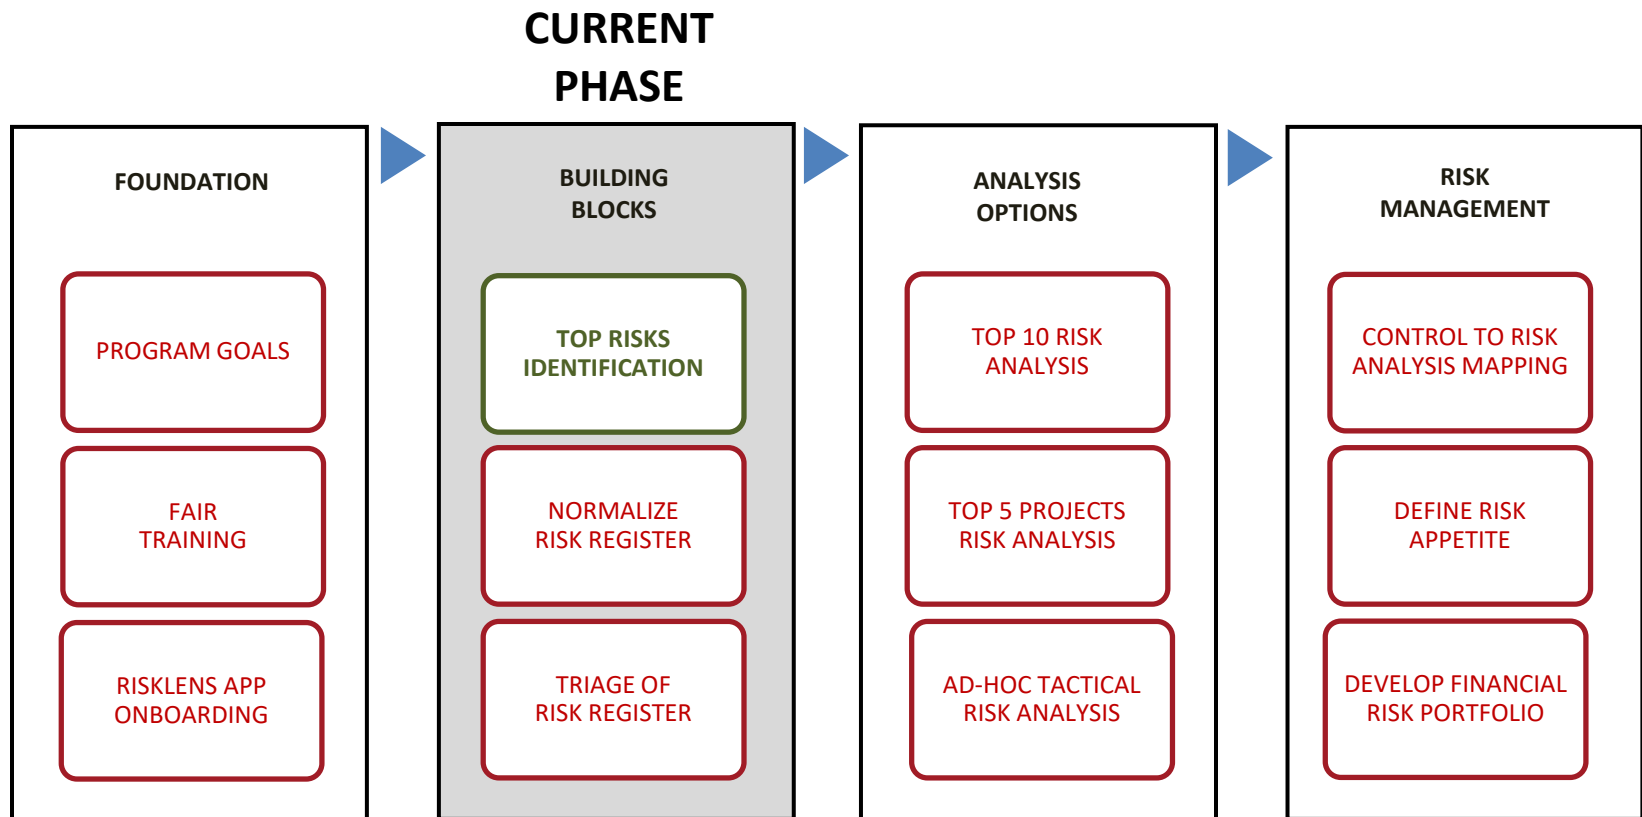 CURRENT
PHASE
FOUNDATION
PROGRAM GOALS
FAIR
TRAINING
RISKLENS APP
ONBOARDING
BUILDING
BLOCKS
TOP RISKS
IDENTIFICATION
NORMALIZE
RISK REGISTER
TRIAGE OF
RISK REGISTER
ANALYSIS
OPTIONS
TOP 10 RISK
ANALYSIS
TOP 5 PROJECTS
RISK ANALYSIS
AD-HOC TACTICAL
RISK ANALYSIS
RISK
MANAGEMENT
CONTROL TO RISK
ANALYSIS MAPPING
DEFINE RISK
APPETITE
DEVELOP FINANCIAL
RISK PORTFOLIO